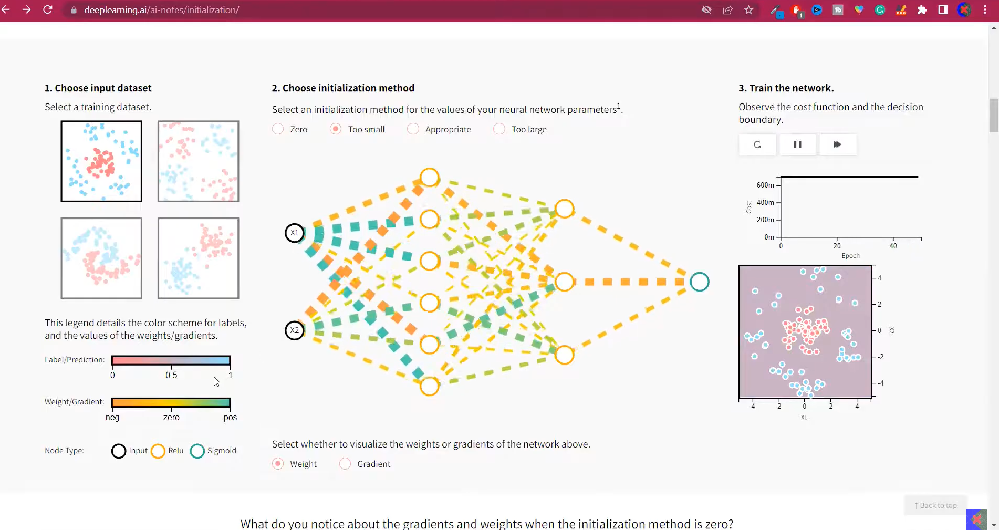 deeplearning.ai/ai-notes/initialization/
1
PRO
1. Choose input dataset
Select a training dataset.
This legend details the color scheme for labels,
and the values of the weights/gradients.
Label/Prediction:
0 0.5 1
Weight/Gradient:
neg zero pos
Node Type: Input Relu Sigmoid
2. Choose initialization method
Select an initialization method for the values of your neural network parameters1.
Zero Too small Appropriate Too large
X1
X2
Select whether to visualize the weights or gradients of the network above.
Weight Gradient
3. Train the network.
Observe the cost function and the decision
boundary.
600m
400m
200m
0m
Cost
0 20 40
Epoch
4
2
0
-2
-4
X2
-4 -2 0 2 4
X1
↑ Back to top
What do you notice about the gradients and weights when the initialization method is zero?